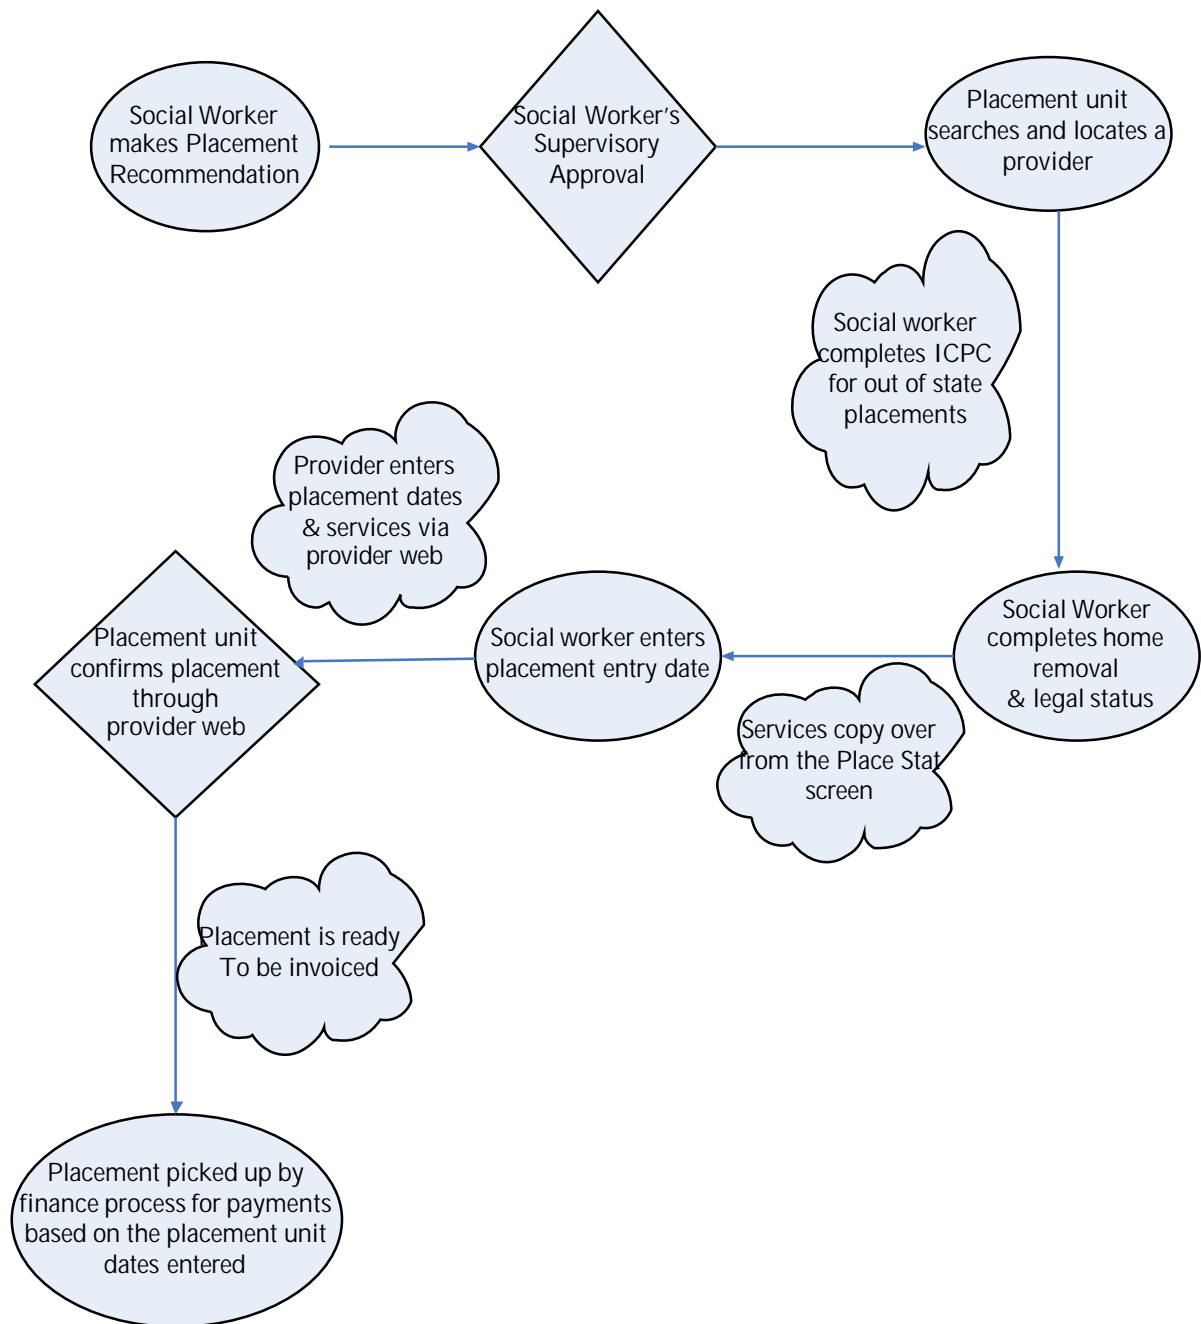 Social Worker
makes Placement
Recommendation
Social Worker's
Supervisory
Approval
Placement unit
searches and locates a
provider
Social worker
completes ICPC
for out of state
placements
Provider enters
placement dates
& services via
provider web
Social Worker
completes home
removal
& legal status
Social worker enters
placement entry date
Placement unit
confirms placement
through
provider web
Services copy over
from the Place Stat
screen
Placement is ready
To be invoiced
Placement picked up by
finance process for payments
based on the placement unit
dates entered